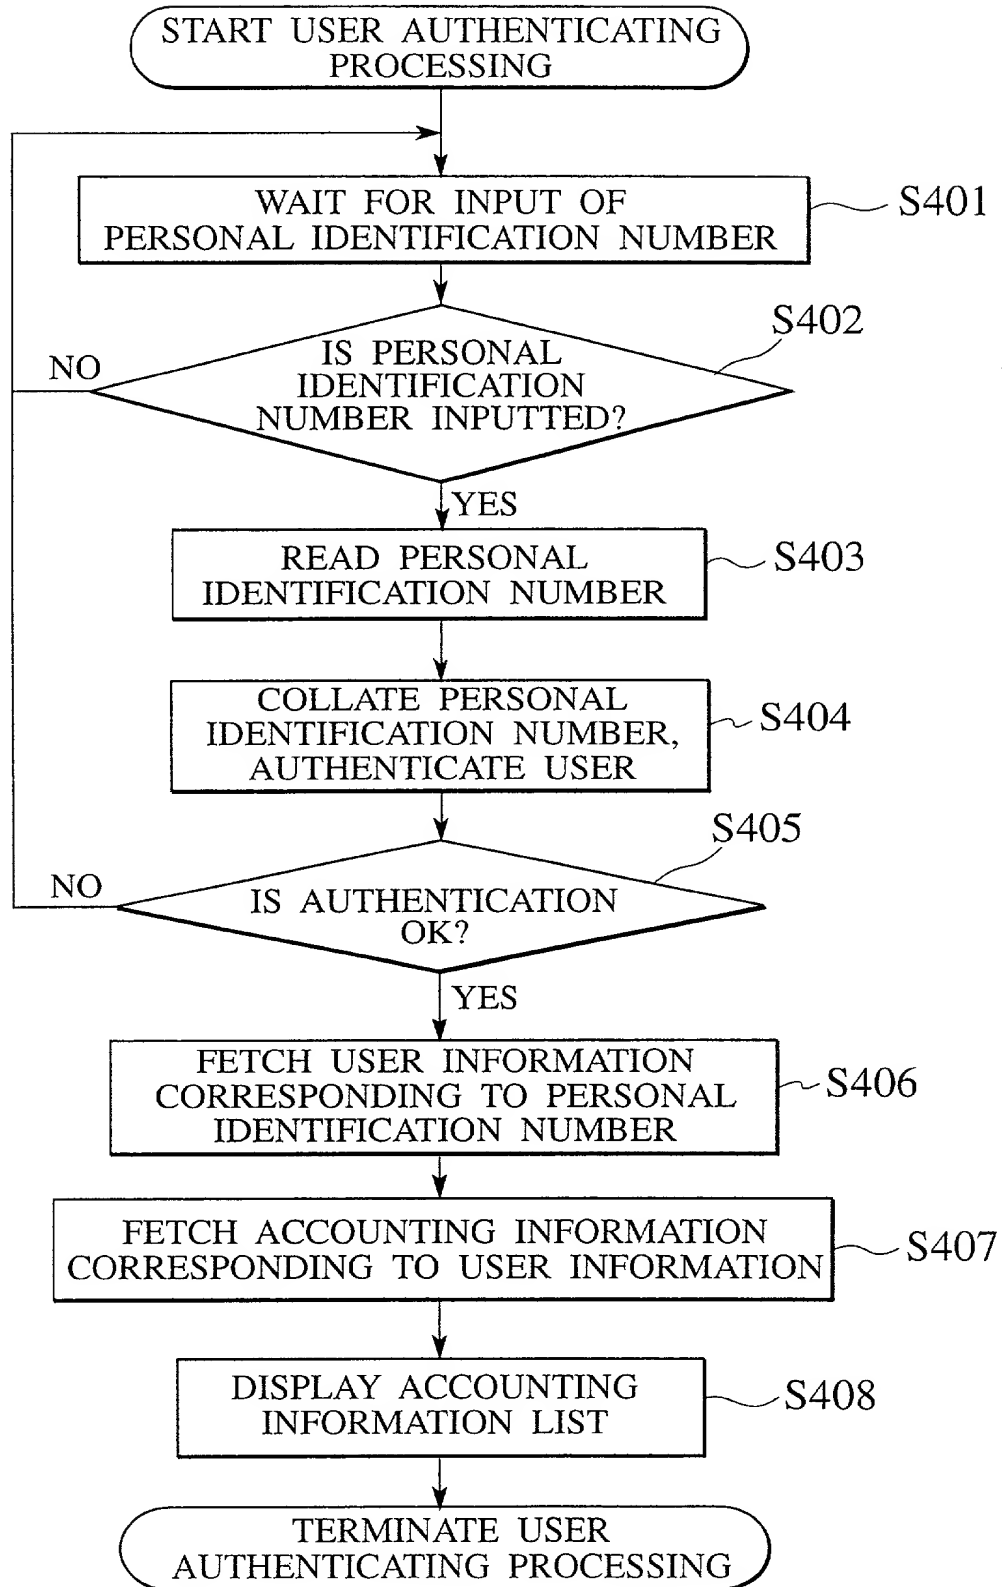 START USER AUTHENTICATING
PROCESSING
WAIT FOR INPUT OF
PERSONAL IDENTIFICATION NUMBER
S401
S402
IS PERSONAL
IDENTIFICATION
NUMBER INPUTTED?
NO
YES
READ PERSONAL
IDENTIFICATION NUMBER
S403
COLLATE PERSONAL
IDENTIFICATION NUMBER,
AUTHENTICATE USER
S404
S405
IS AUTHENTICATION
OK?
NO
YES
FETCH USER INFORMATION
CORRESPONDING TO PERSONAL
IDENTIFICATION NUMBER
S406
FETCH ACCOUNTING INFORMATION
CORRESPONDING TO USER INFORMATION
S407
DISPLAY ACCOUNTING
INFORMATION LIST
S408
TERMINATE USER
AUTHENTICATING PROCESSING